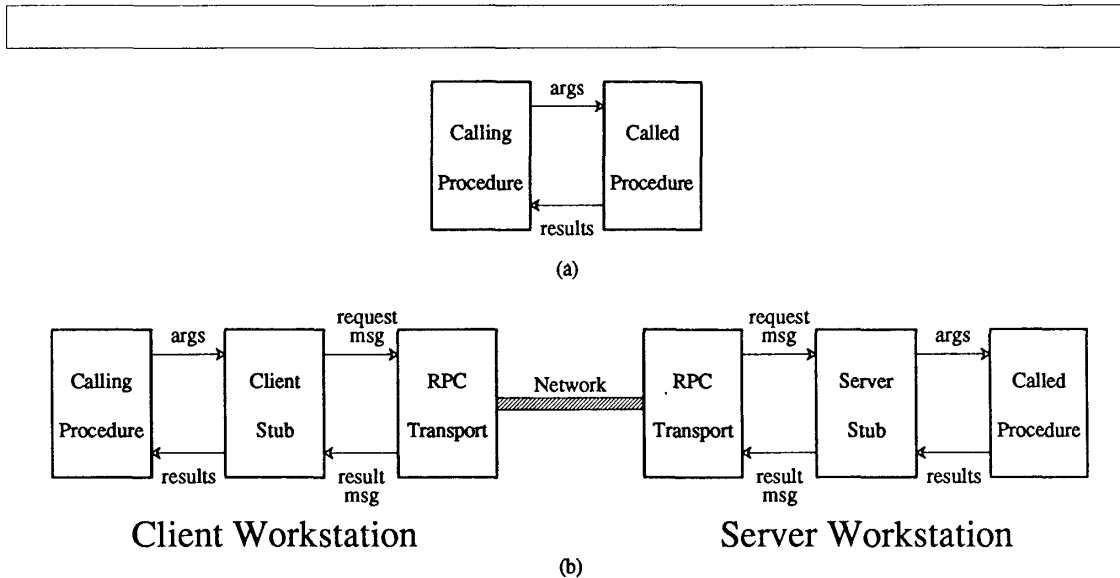 args
Calling
Procedure
Called
Procedure
results
(a)
args
request
msg
Calling
Procedure
Client
Stub
RPC
Transport
results
result
msg
Network
request
msg
args
RPC
Transport
Server
Stub
Called
Procedure
result
msg
results
Client Workstation
Server Workstation
(b)